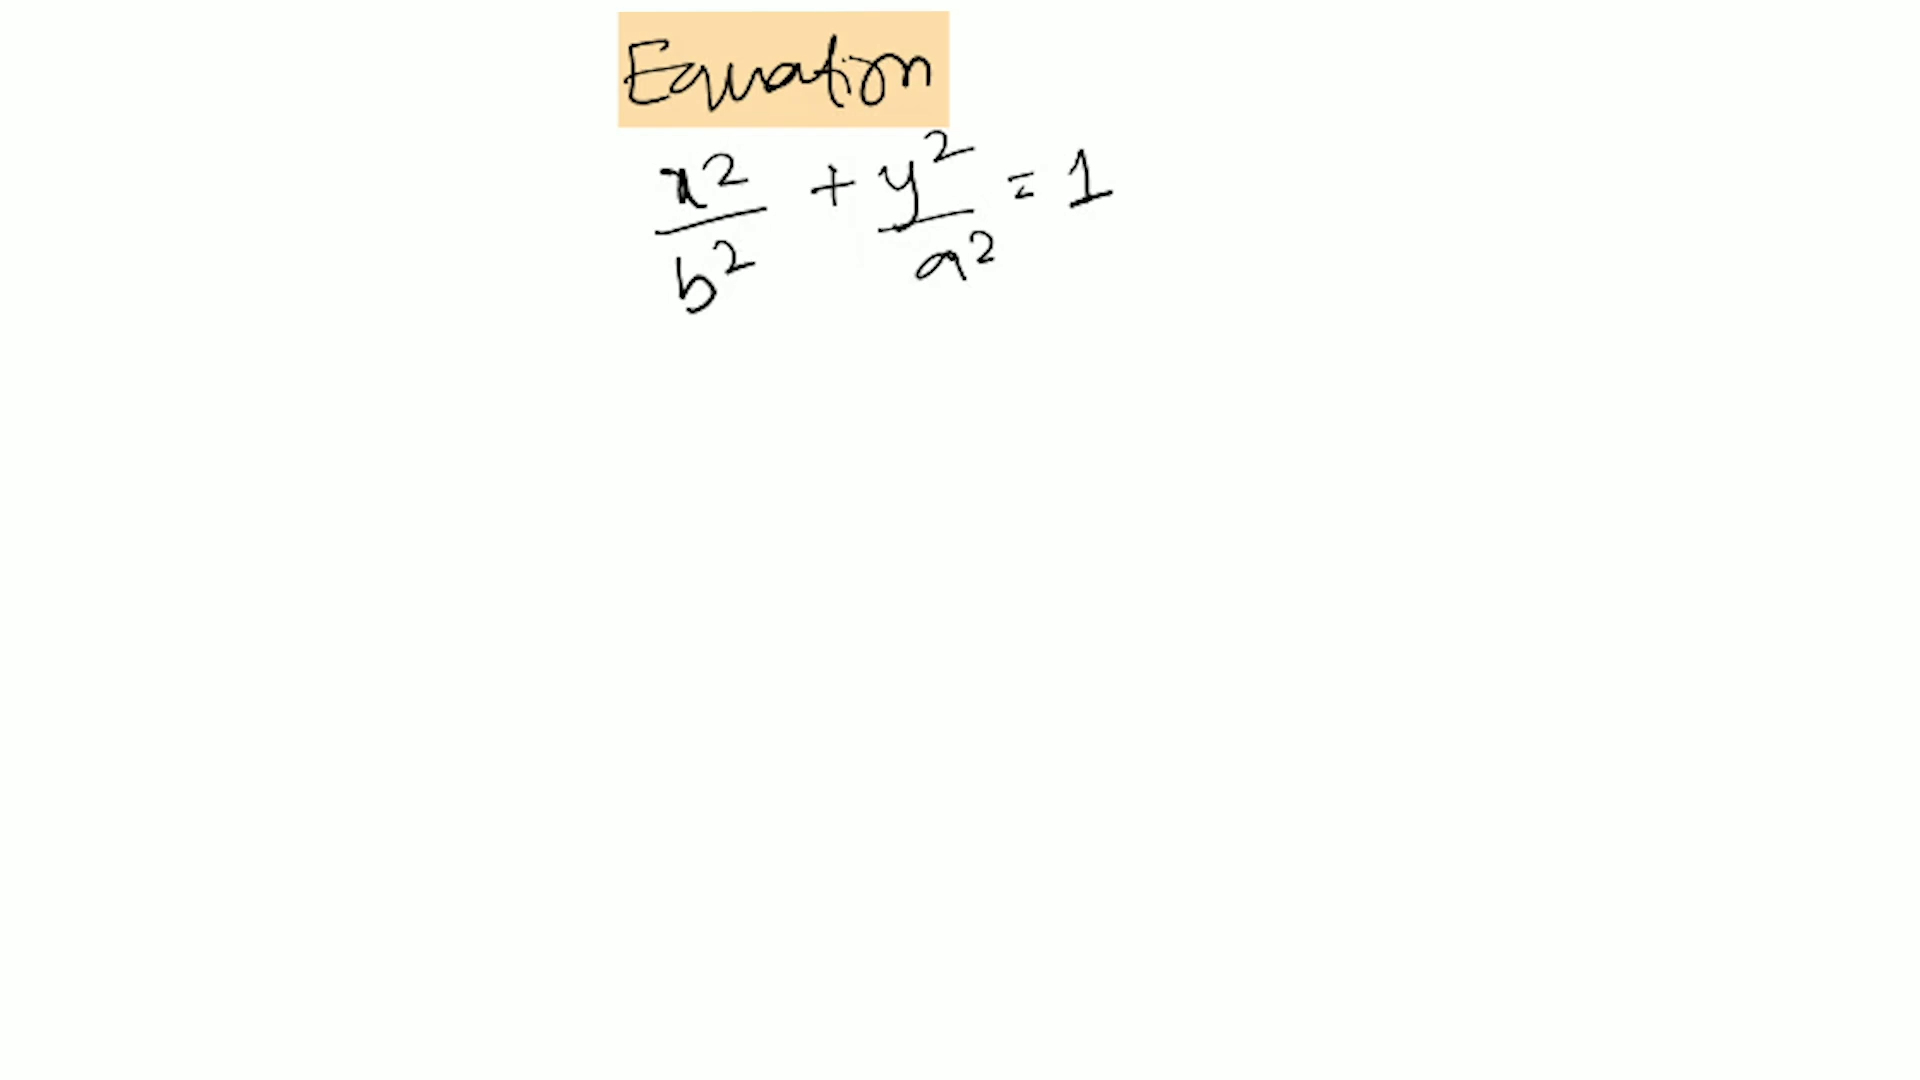 Equation
x²/b² + y²/a² = 1